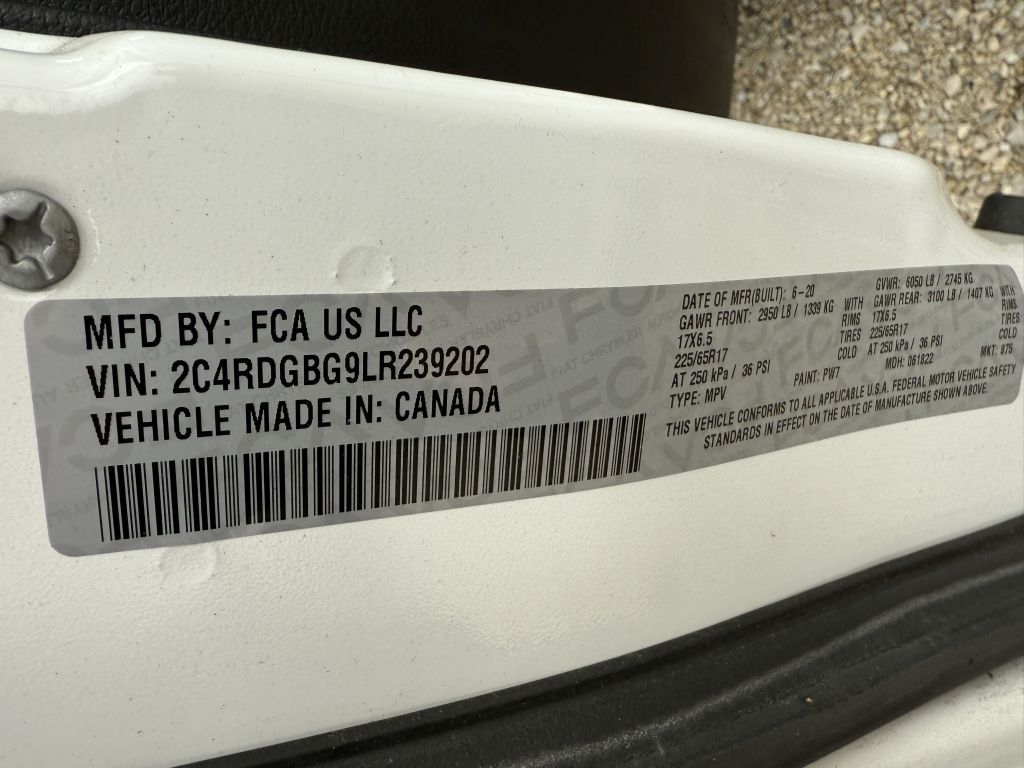 MFD BY: FCA US LLC
VIN: 2C4RDGBG9LR239202
VEHICLE MADE IN: CANADA
DATE OF MFR(BUILT): 6-20
GVWR: 6050 LB / 2745 KG
GAWR FRONT: 2950 LB / 1339 KG WITH
GAWR REAR: 3100 LB / 1407 KG WITH
17X6.5 RIMS
17X6.5 RIMS
225/65R17 TIRES
225/65R17 TIRES
AT 250 kPa / 36 PSI COLD
AT 250 kPa / 36 PSI COLD
TYPE: MPV
PAINT: PW7
MDH: 061822
MKT: 875
THIS VEHICLE CONFORMS TO ALL APPLICABLE U.S.A. FEDERAL MOTOR VEHICLE SAFETY
STANDARDS IN EFFECT ON THE DATE OF MANUFACTURE SHOWN ABOVE.